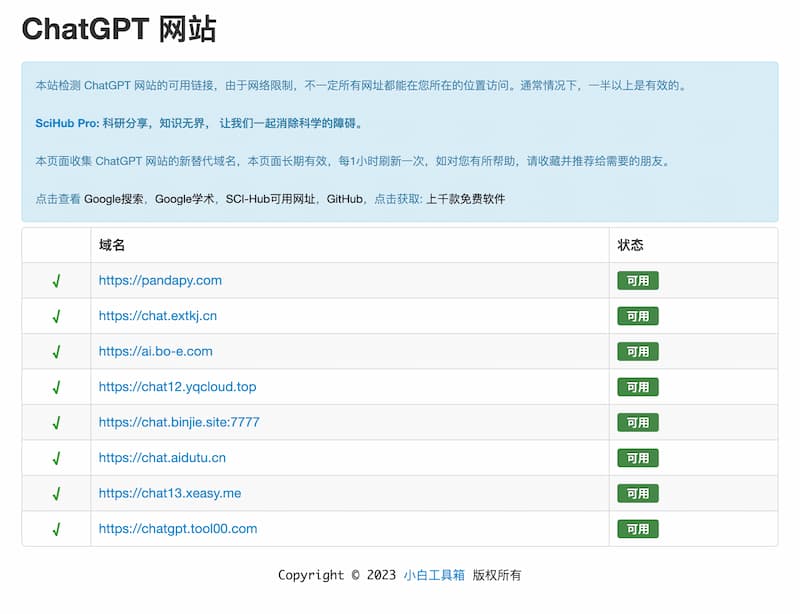 ChatGPT 网站
本站检测 ChatGPT 网站的可用链接，由于网络限制，不一定所有网址都能在您所在的位置访问。通常情况下，一半以上是有效的。
SciHub Pro: 科研分享，知识无界， 让我们一起消除科学的障碍。
本页面收集 ChatGPT 网站的新替代域名，本页面长期有效，每1小时刷新一次，如对您有所帮助，请收藏并推荐给需要的朋友。
点击查看 Google搜索，Google学术，SCI-Hub可用网址，GitHub，点击获取: 上千款免费软件
域名 状态
√ https://pandapy.com 可用
√ https://chat.extkj.cn 可用
√ https://ai.bo-e.com 可用
√ https://chat12.yqcloud.top 可用
√ https://chat.binjie.site:7777 可用
√ https://chat.aidutu.cn 可用
√ https://chat13.xeasy.me 可用
√ https://chatgpt.tool00.com 可用
Copyright © 2023 小白工具箱 版权所有